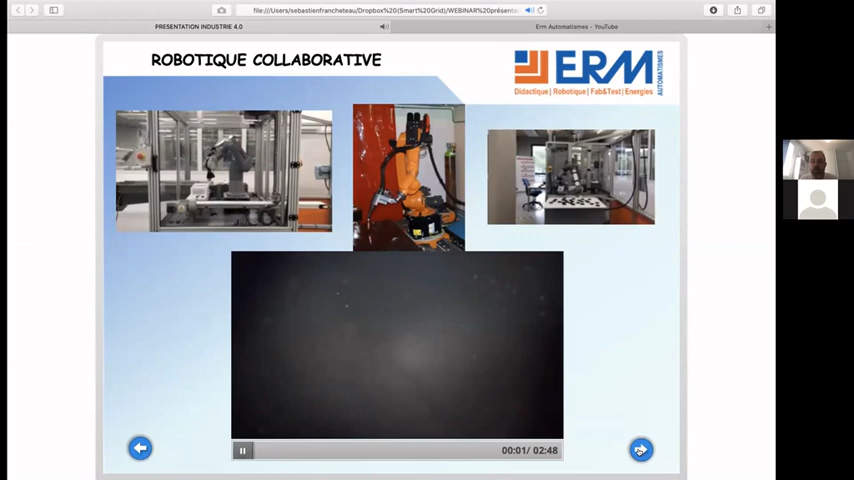 file:///Users/sebastienfrancheteau/Dropbox%20(Smart%20Grid)/WEBINAR%20présenta
PRESENTATION INDUSTRIE 4.0
Erm Automatismes - YouTube
ROBOTIQUE COLLABORATIVE
ERM
AUTOMATISMES
Didactique | Robotique | Fab&Test | Energies
00:01/ 02:48